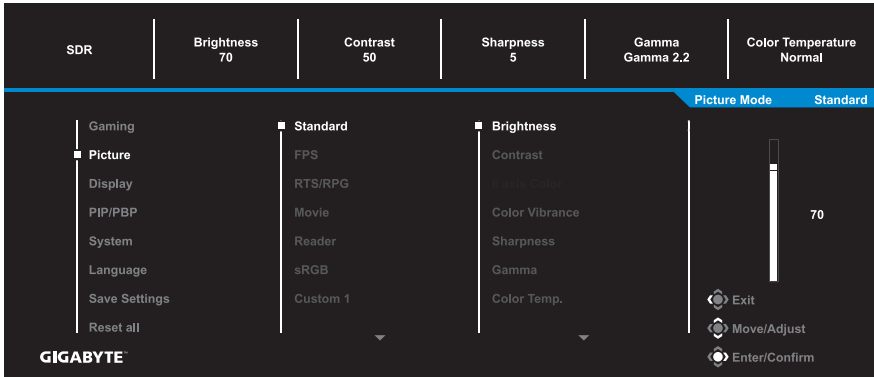 SDR
Brightness
70
Contrast
50
Sharpness
5
Gamma
Gamma 2.2
Color Temperature
Normal
Picture Mode Standard
Gaming
Picture
Display
PIP/PBP
System
Language
Save Settings
Reset all
Standard
FPS
RTS/RPG
Movie
Reader
sRGB
Custom 1
Brightness
Contrast
Color
Color Vibrance
Sharpness
Gamma
Color Temp.
70
Exit
Move/Adjust
Enter/Confirm
GIGABYTE™